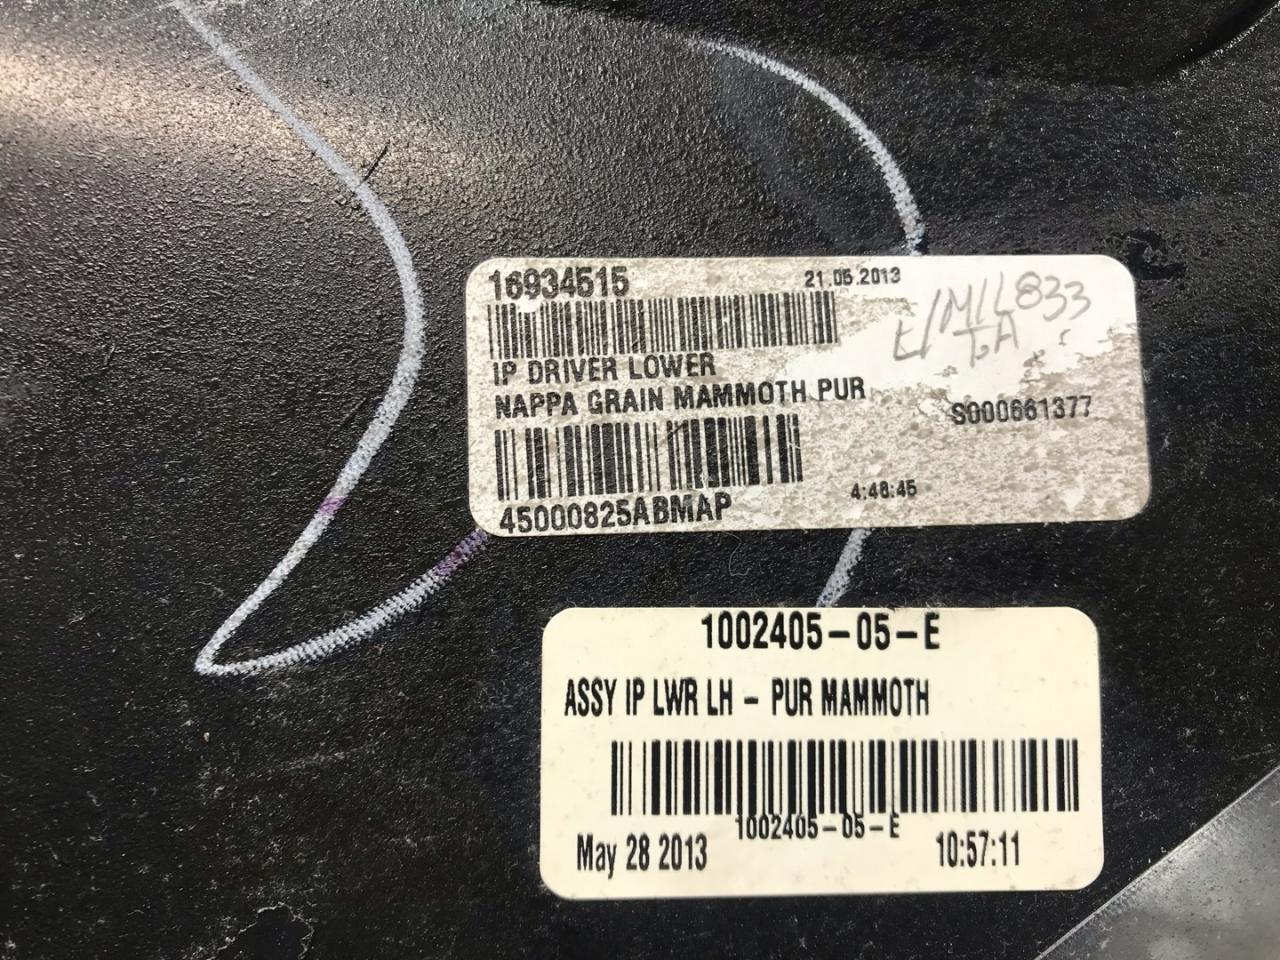 16934515
21.05.2013
IP DRIVER LOWER
NAPPA GRAIN MAMMOTH PUR
S000661377
4:46:45
45000825ABMAP
1002405-05-E
ASSY IP LWR LH - PUR MAMMOTH
1002405-05-E
May 28 2013
10:57:11